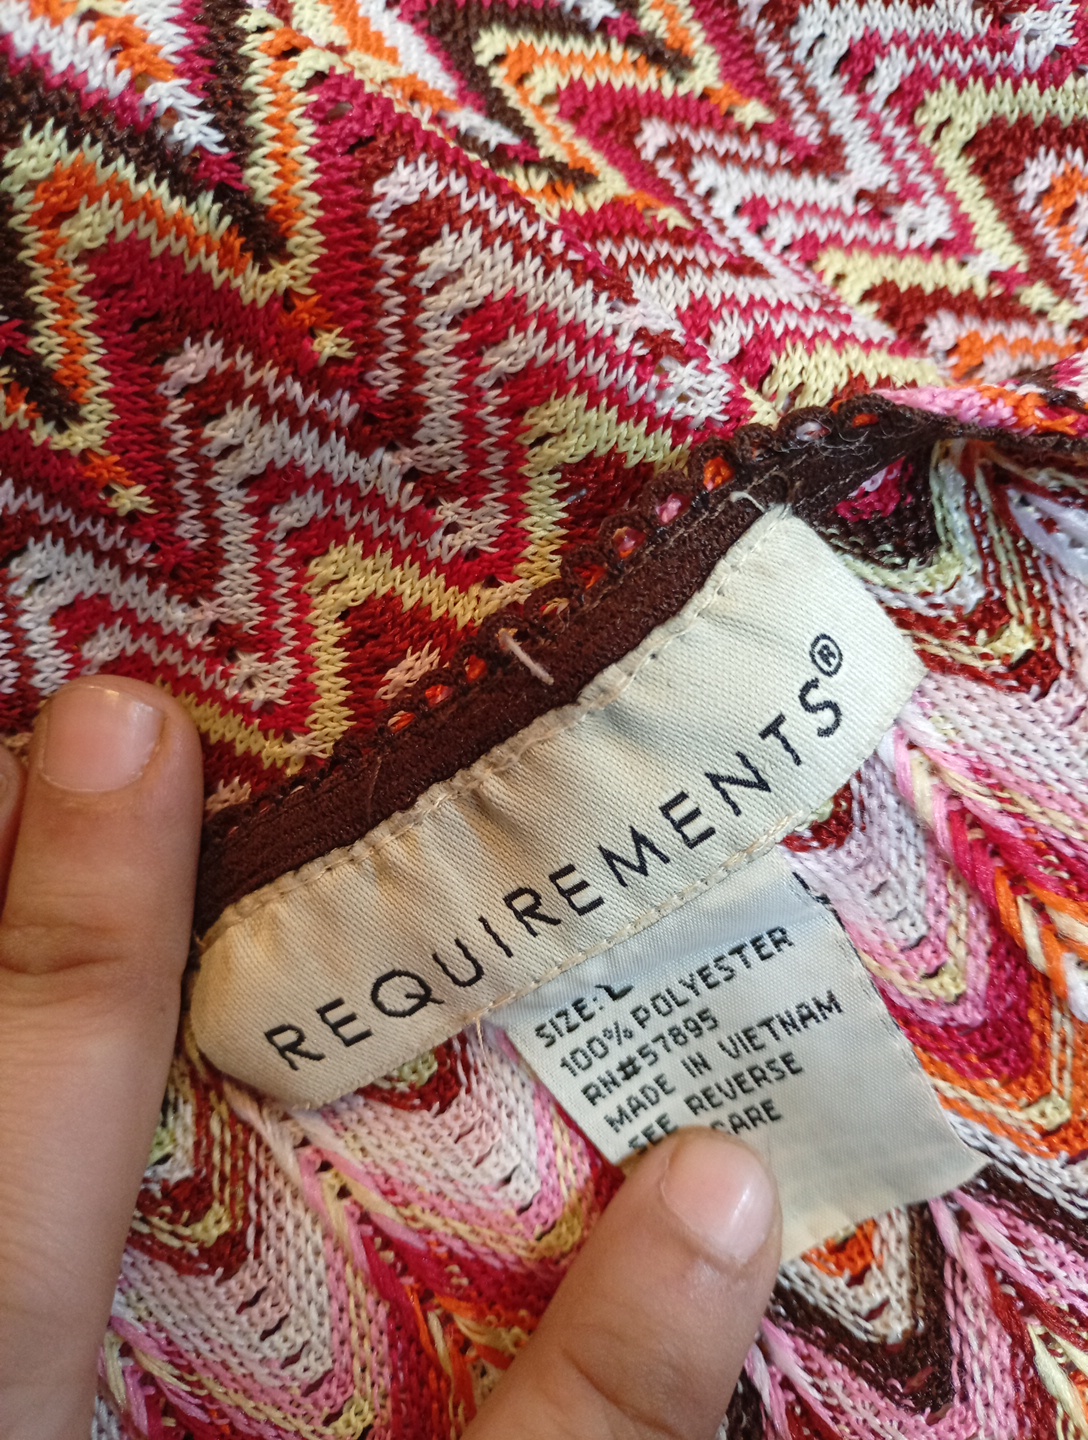 REQUIREMENTS®
SIZE: L
100% POLYESTER
RN#57895
MADE IN VIETNAM
SEE REVERSE
CARE